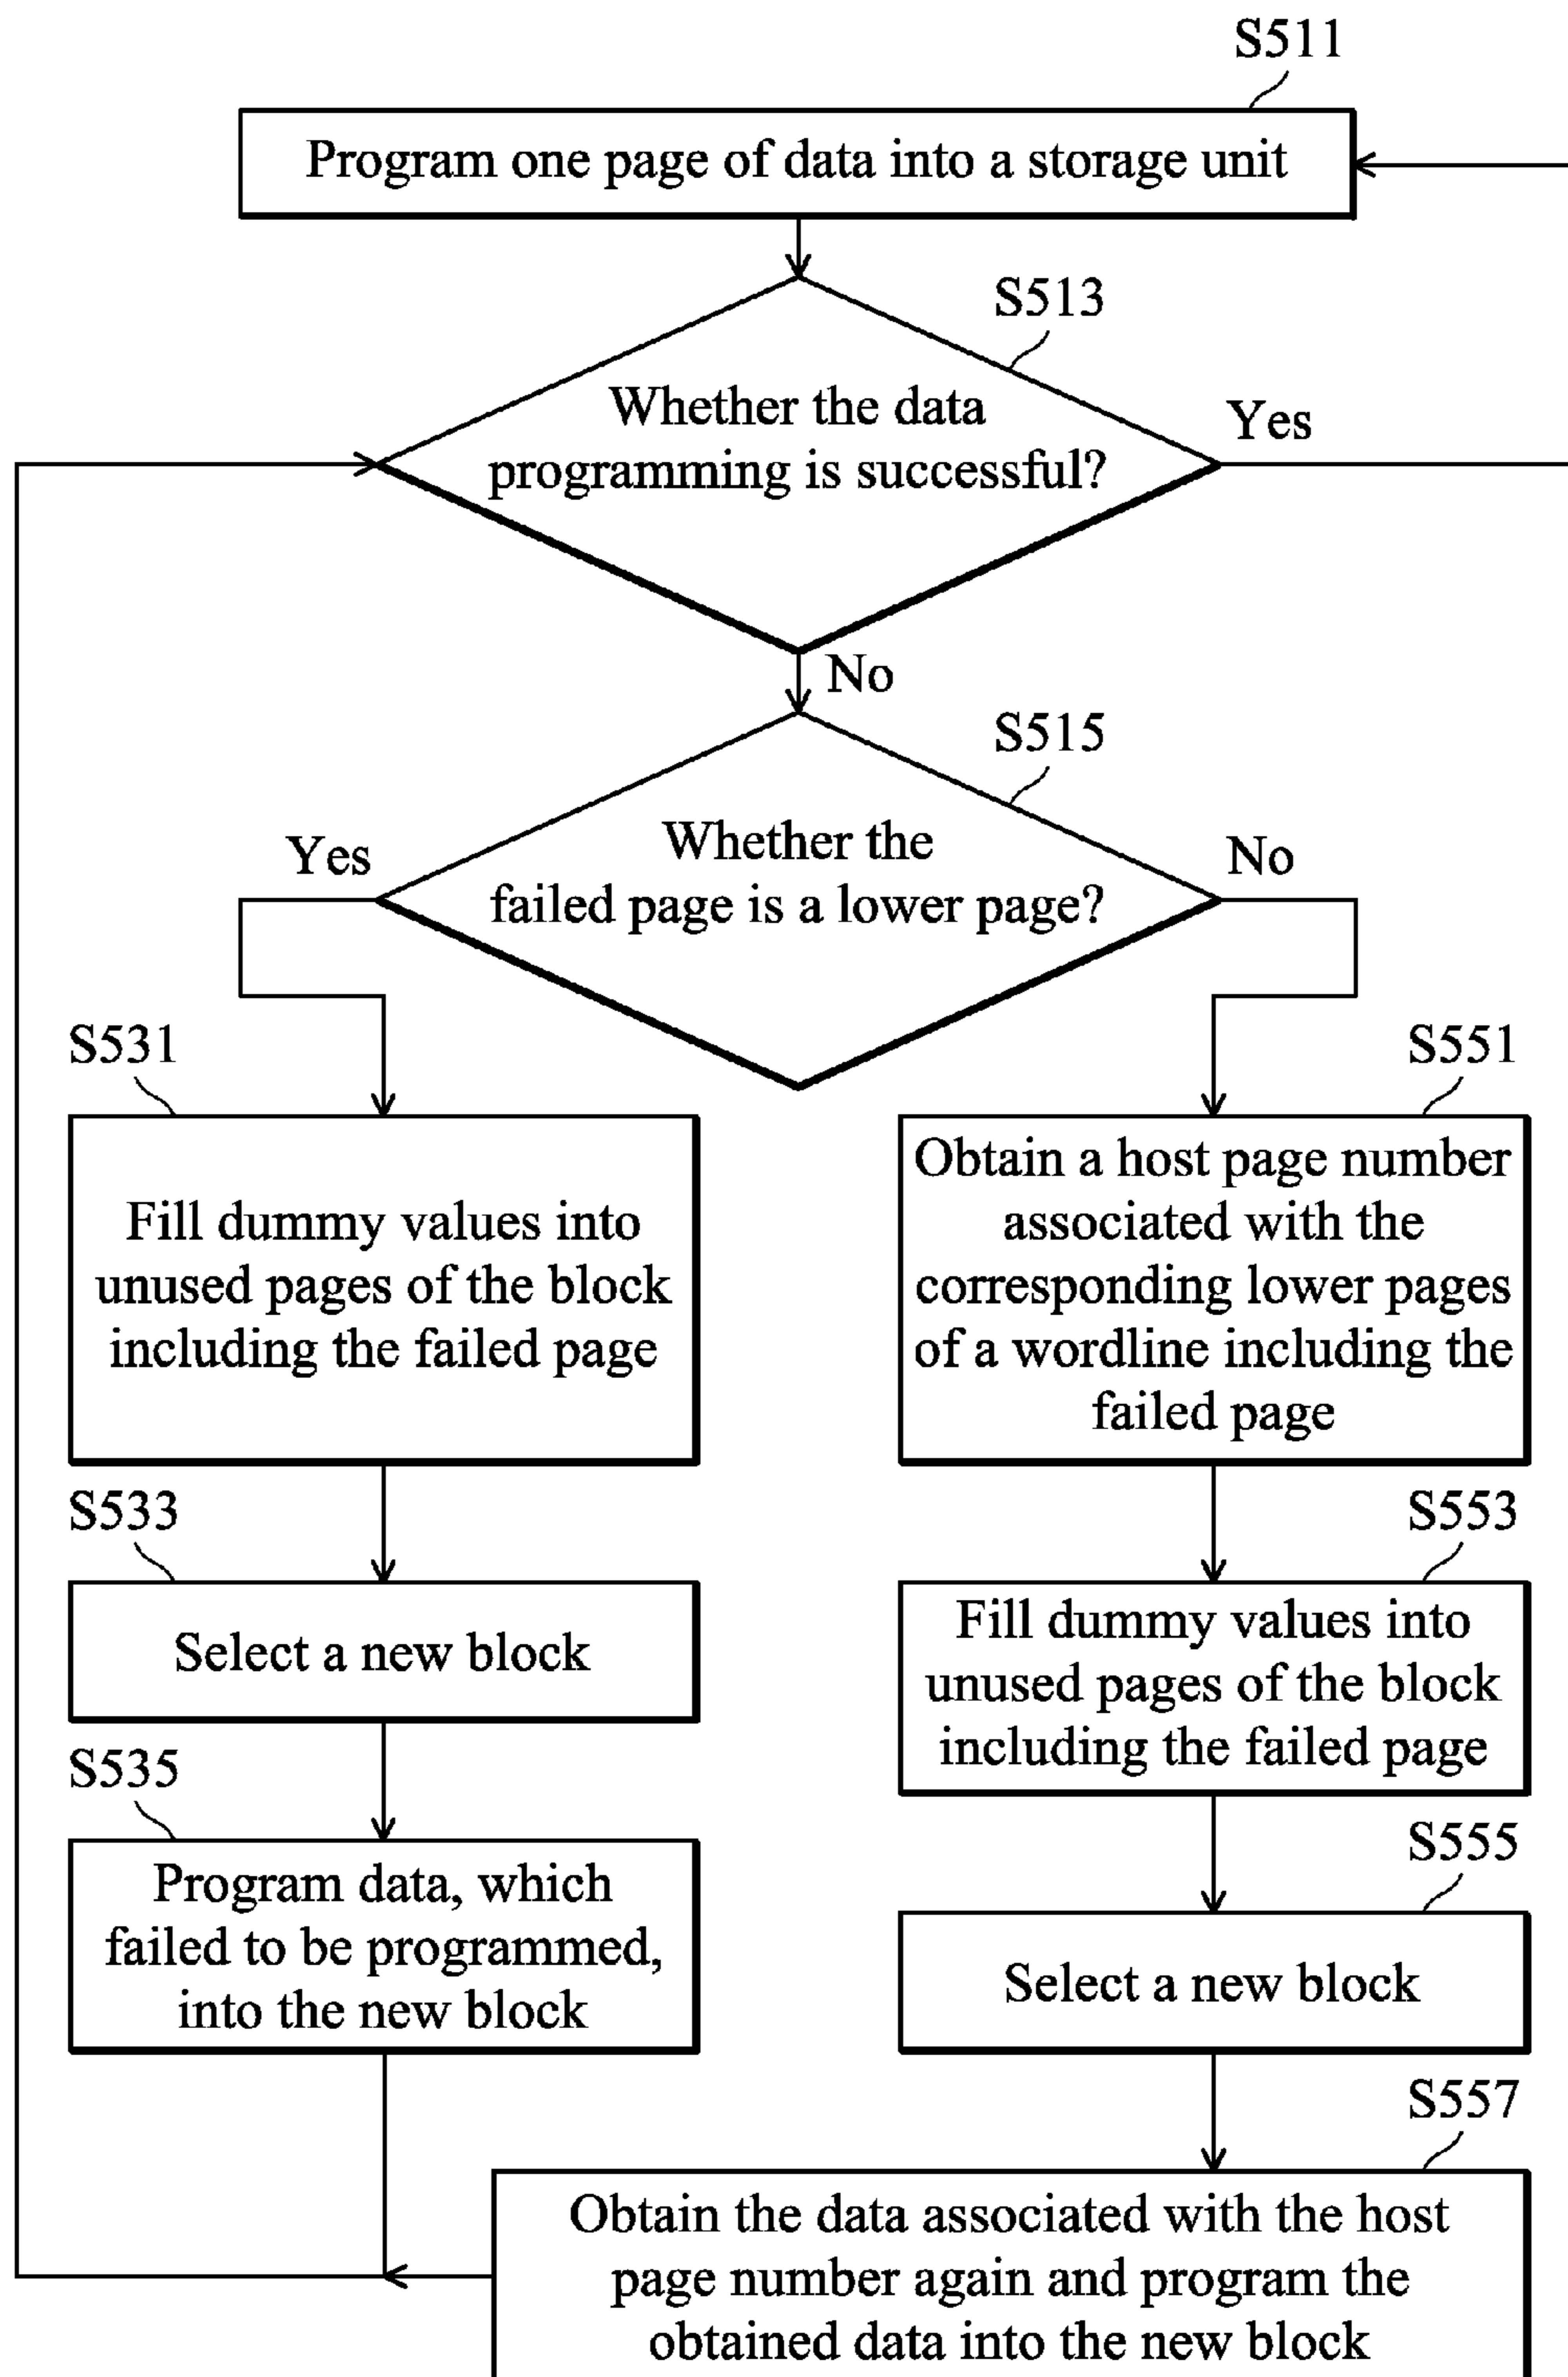 S511
Program one page of data into a storage unit
S513
Whether the data
programming is successful?
Yes
No
S515
Whether the
failed page is a lower page?
Yes
No
S531
Fill dummy values into
unused pages of the block
including the failed page
S551
Obtain a host page number
associated with the
corresponding lower pages
of a wordline including the
failed page
S533
Select a new block
S553
Fill dummy values into
unused pages of the block
including the failed page
S535
Program data, which
failed to be programmed,
into the new block
S555
Select a new block
S557
Obtain the data associated with the host
page number again and program the
obtained data into the new block